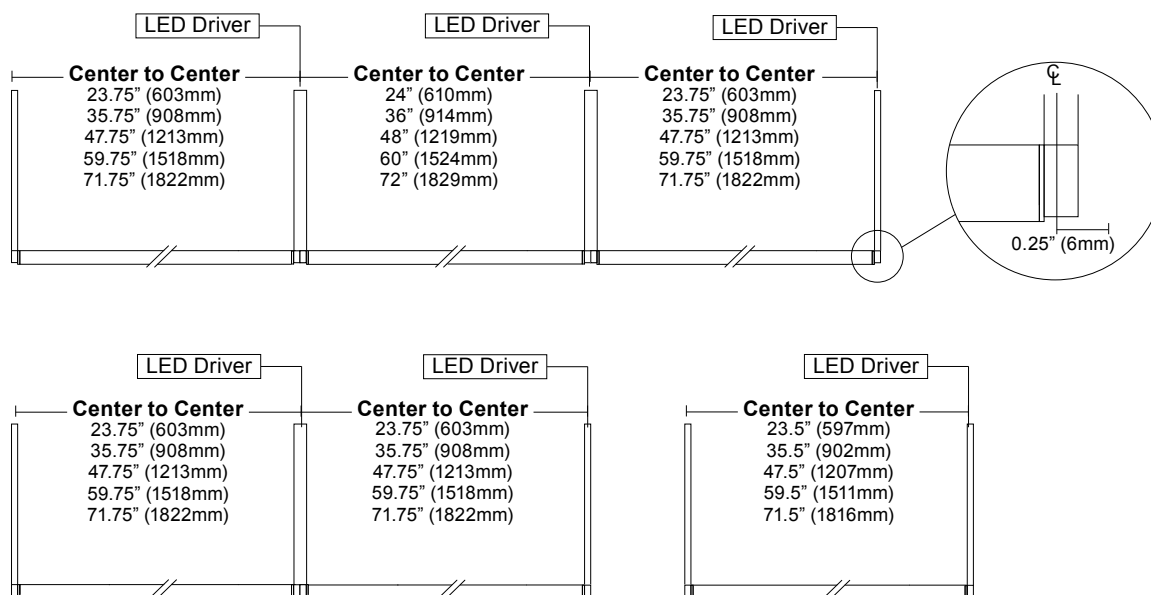 LED Driver
LED Driver
LED Driver
Center to Center
23.75” (603mm)
35.75” (908mm)
47.75” (1213mm)
59.75” (1518mm)
71.75” (1822mm)
Center to Center
24” (610mm)
36” (914mm)
48” (1219mm)
60” (1524mm)
72” (1829mm)
Center to Center
23.75” (603mm)
35.75” (908mm)
47.75” (1213mm)
59.75” (1518mm)
71.75” (1822mm)
℄
0.25” (6mm)
LED Driver
LED Driver
LED Driver
Center to Center
23.75” (603mm)
35.75” (908mm)
47.75” (1213mm)
59.75” (1518mm)
71.75” (1822mm)
Center to Center
23.75” (603mm)
35.75” (908mm)
47.75” (1213mm)
59.75” (1518mm)
71.75” (1822mm)
Center to Center
23.5” (597mm)
35.5” (902mm)
47.5” (1207mm)
59.5” (1511mm)
71.5” (1816mm)